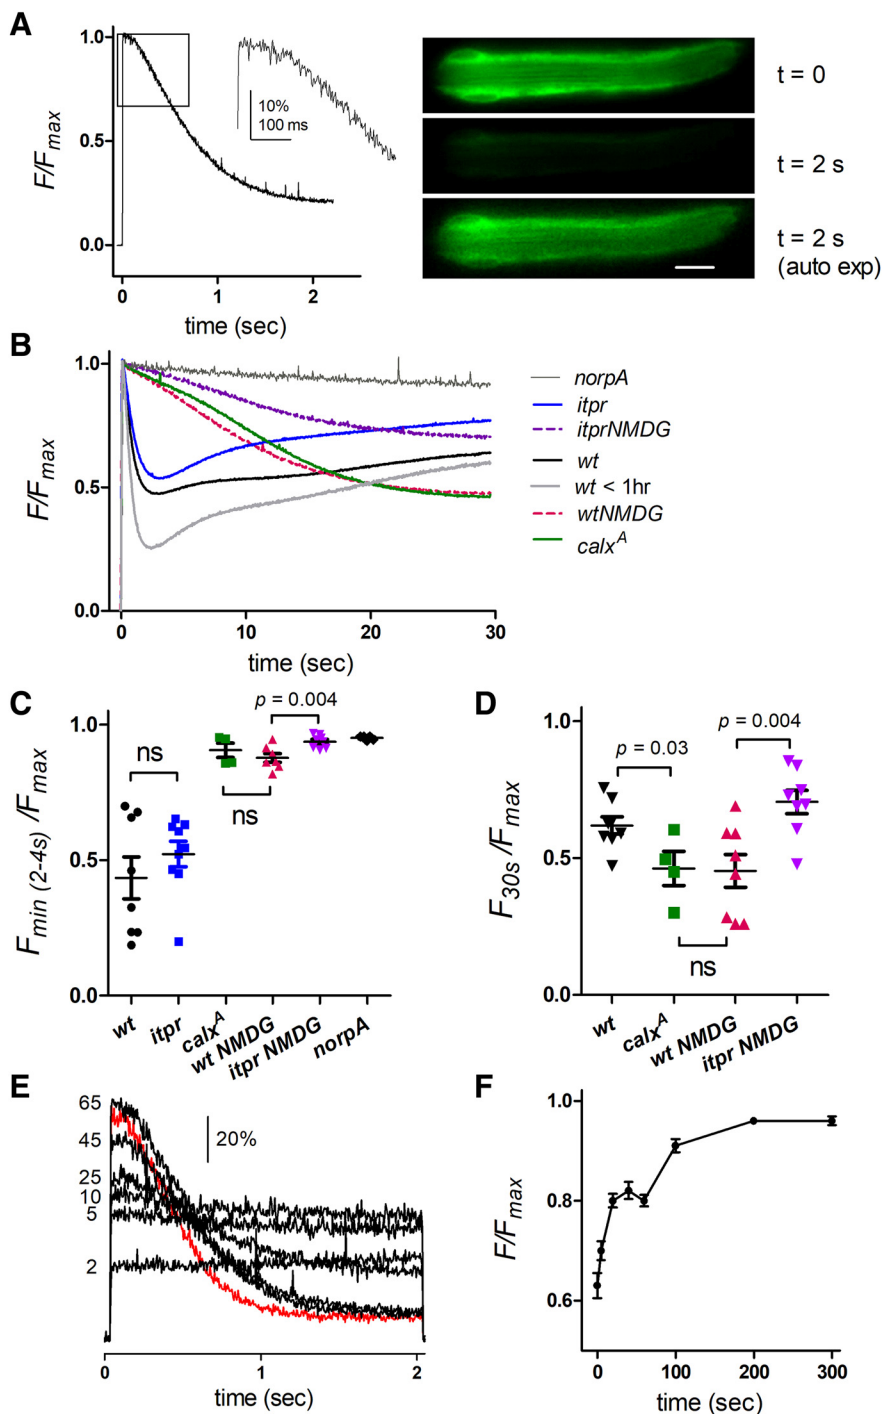 A
1.0
0.5
0.0
F/Fmax
0
1
2
time (sec)
10%
100 ms
t = 0
t = 2 s
t = 2 s
(auto exp)
B
1.0
0.5
0.0
F/Fmax
0
10
20
30
time (sec)
norpA
itpr
itprNMDG
wt
wt < 1hr
wtNMDG
calxA
C
1.0
0.5
0.0
Fmin (2-4s) /Fmax
ns
p = 0.004
ns
wt
itpr
calxA
wt NMDG
itpr NMDG
norpA
D
1.0
0.5
0.0
F30s /Fmax
p = 0.03
p = 0.004
ns
wt
calxA
wt NMDG
itpr NMDG
E
65
45
25
10
5
2
20%
0
1
2
time (sec)
F
1.0
0.8
0.6
F/Fmax
0
100
200
300
time (sec)